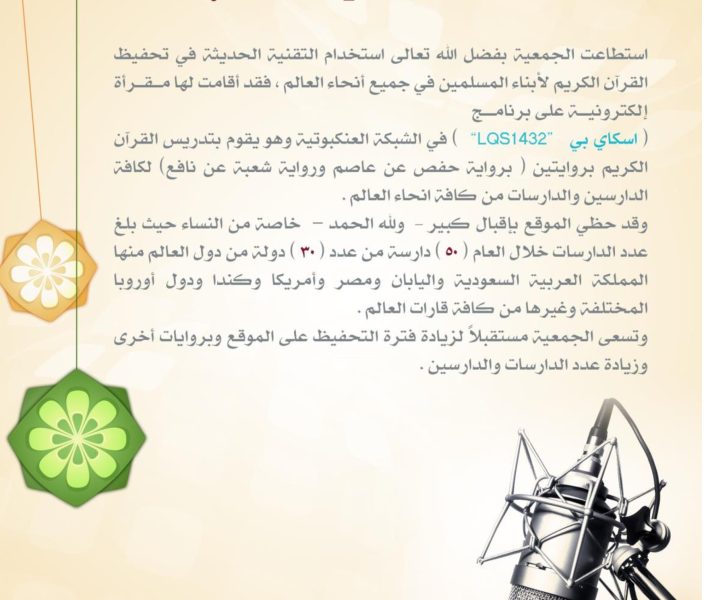 استطاعت الجمعية بفضل الله تعالى استخدام التقنية الحديثة في تحفيظ
القرآن الكريم لأبناء المسلمين في جميع أنحاء العالم ، فقد أقامت لها مـقـرأة
إلكترونيـــة على برنامــج
( اسكاي بي "LQS1432" ) في الشبكة العنكبوتية وهو يقوم بتدريس القرآن
الكريم بروايتين ( برواية حفص عن عاصم ورواية شعبة عن نافع) لكافة
الدارسين والدارسات من كافة انحاء العالم .
وقد حظي الموقع بإقبال كبير - ولله الحمد – خاصة من النساء حيث بلغ
عدد الدارسات خلال العام ( ٥٠ ) دارسة من عدد ( ٣٠ ) دولة من دول العالم منها
المملكة العربية السعودية واليابان ومصر وأمريكا وكندا ودول أوروبا
المختلفة وغيرها من كافة قارات العالم .
وتسعى الجمعية مستقبلاً لزيادة فترة التحفيظ على الموقع وبروايات أخرى
وزيادة عدد الدارسات والدارسين .